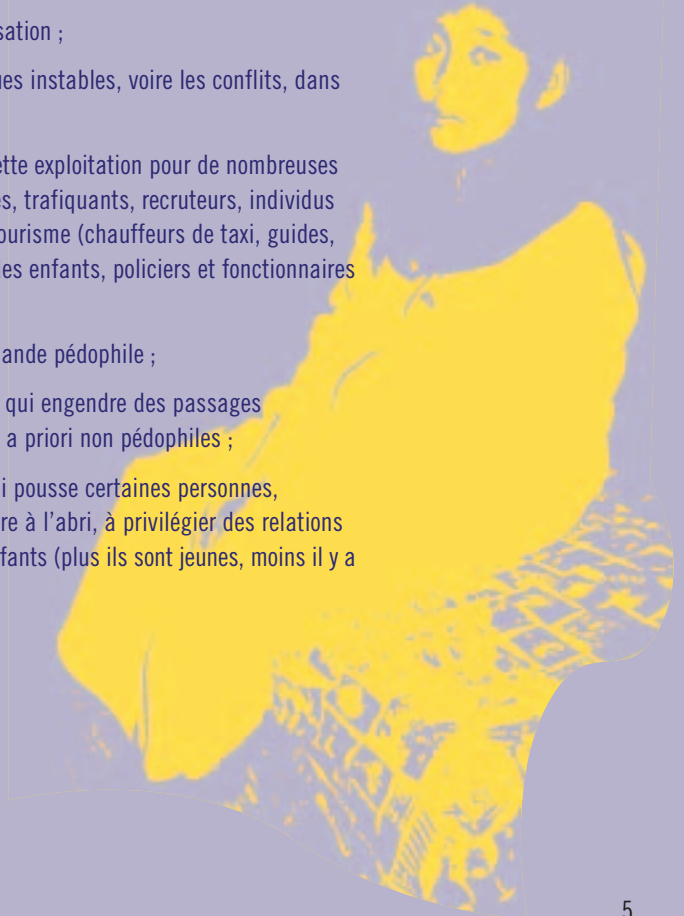 sation ;
ues instables, voire les conflits, dans
ette exploitation pour de nombreuses
es, trafiquants, recruteurs, individus
ourisme (chauffeurs de taxi, guides,
les enfants, policiers et fonctionnaires
ande pédophile ;
qui engendre des passages
a priori non pédophiles ;
i pousse certaines personnes,
re à l’abri, à privilégier des relations
fants (plus ils sont jeunes, moins il y a
5